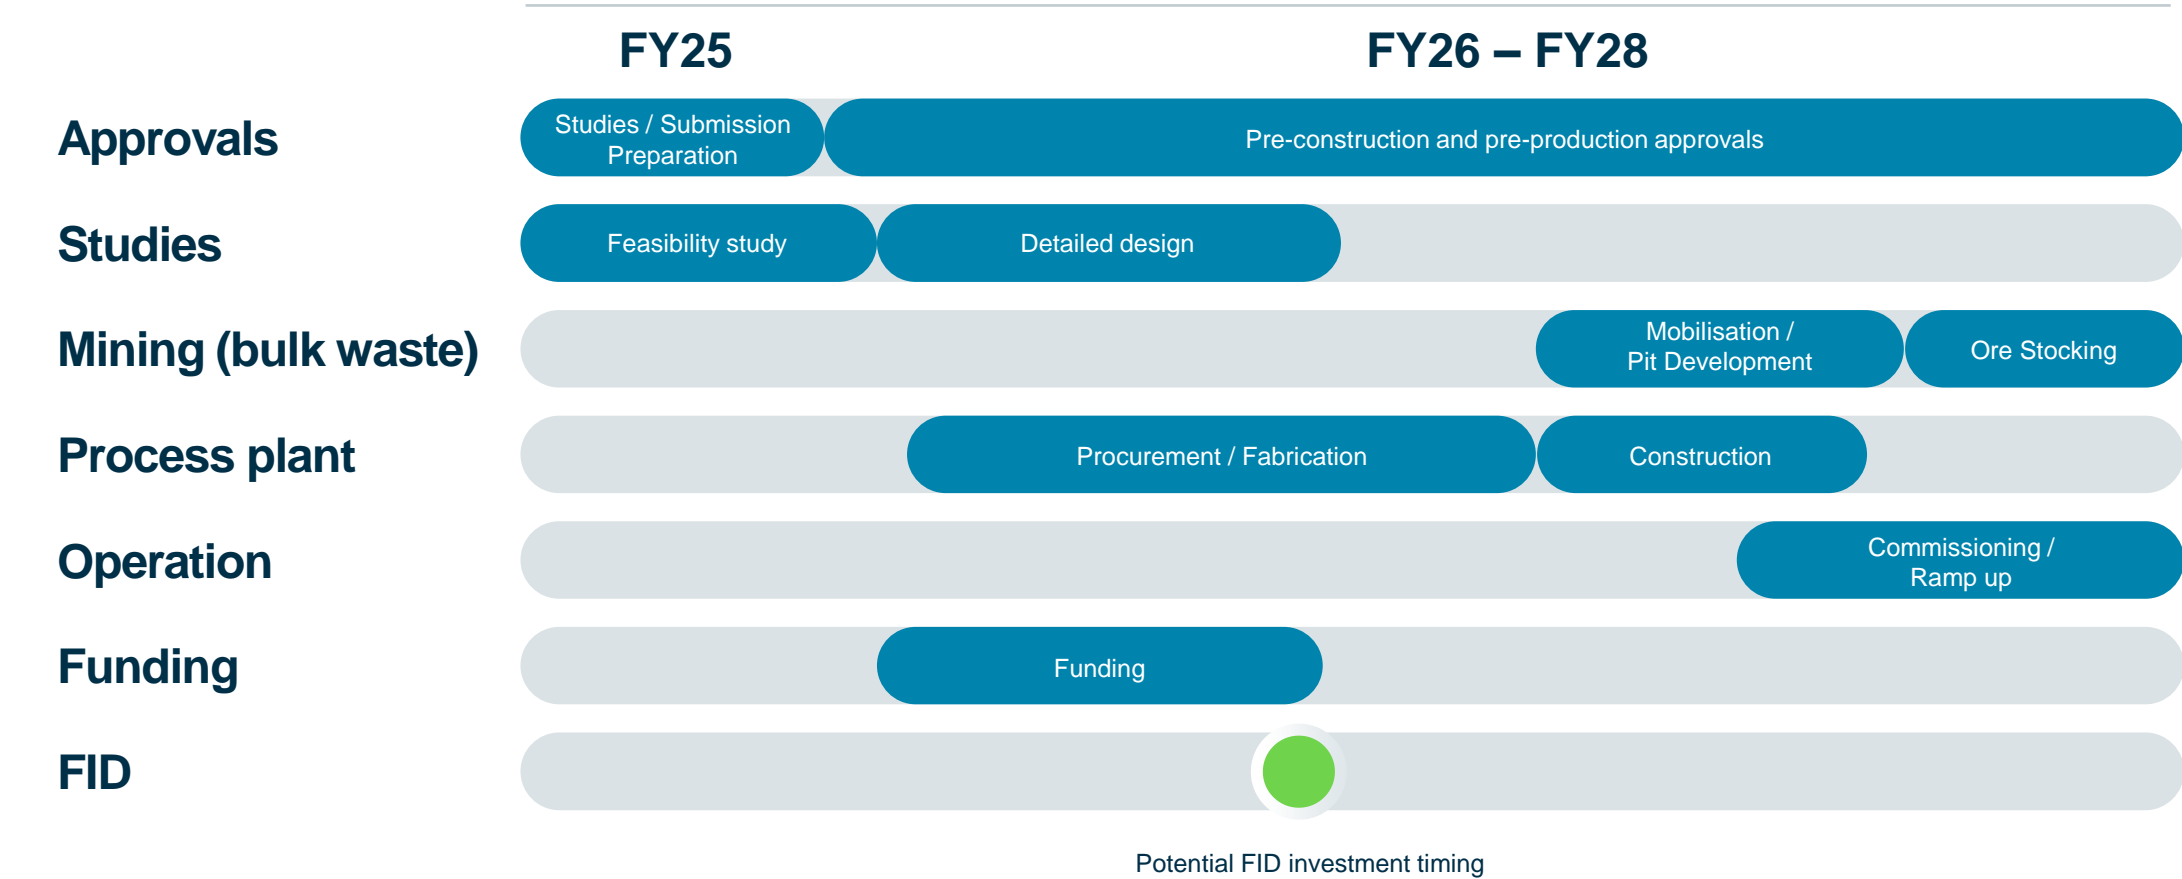 FY25
FY26 – FY28
Approvals
Studies / Submission
Preparation
Pre-construction and pre-production approvals
Studies
Feasibility study
Detailed design
Mining (bulk waste)
Mobilisation /
Pit Development
Ore Stocking
Process plant
Procurement / Fabrication
Construction
Operation
Commissioning /
Ramp up
Funding
Funding
FID
Potential FID investment timing